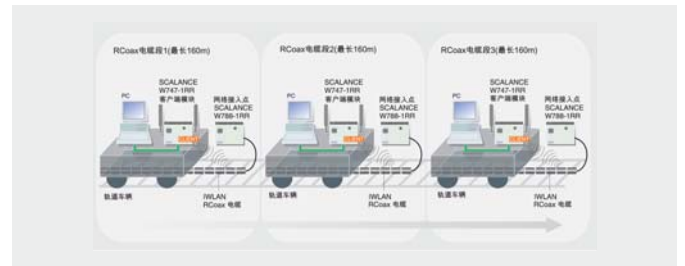 RCoax电缆段1(最长160m)
SCALANCE
W747-1RR
客户端模块
PC
网络接入点
SCALANCE
W788-1RR
CLIENT
轨道车辆
IWLAN
RCoax 电缆
RCoax电缆段2(最长160m)
SCALANCE
W747-1RR
客户端模块
PC
网络接入点
SCALANCE
W788-1RR
CLIENT
轨道车辆
IWLAN
RCoax 电缆
RCoax电缆段3(最长160m)
SCALANCE
W747-1RR
客户端模块
PC
网络接入点
SCALANCE
W788-1RR
CLIENT
轨道车辆
IWLAN
RCoax 电缆